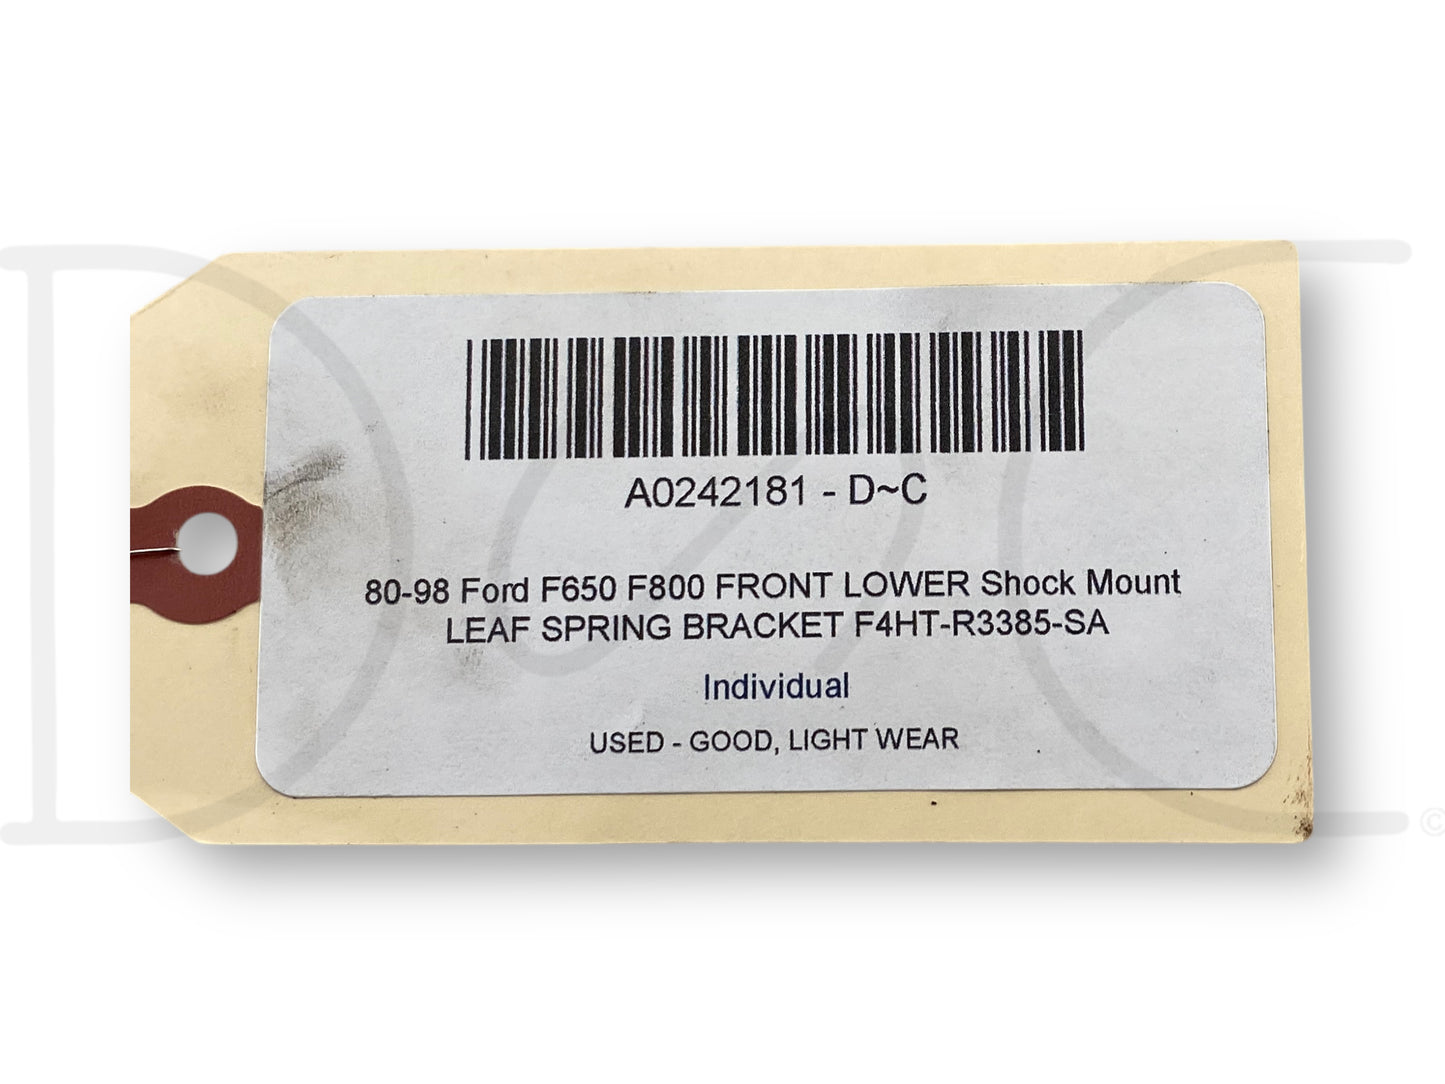 A0242181 - D~C
80-98 Ford F650 F800 FRONT LOWER Shock Mount
LEAF SPRING BRACKET F4HT-R3385-SA
Individual
USED - GOOD, LIGHT WEAR
D~C
©